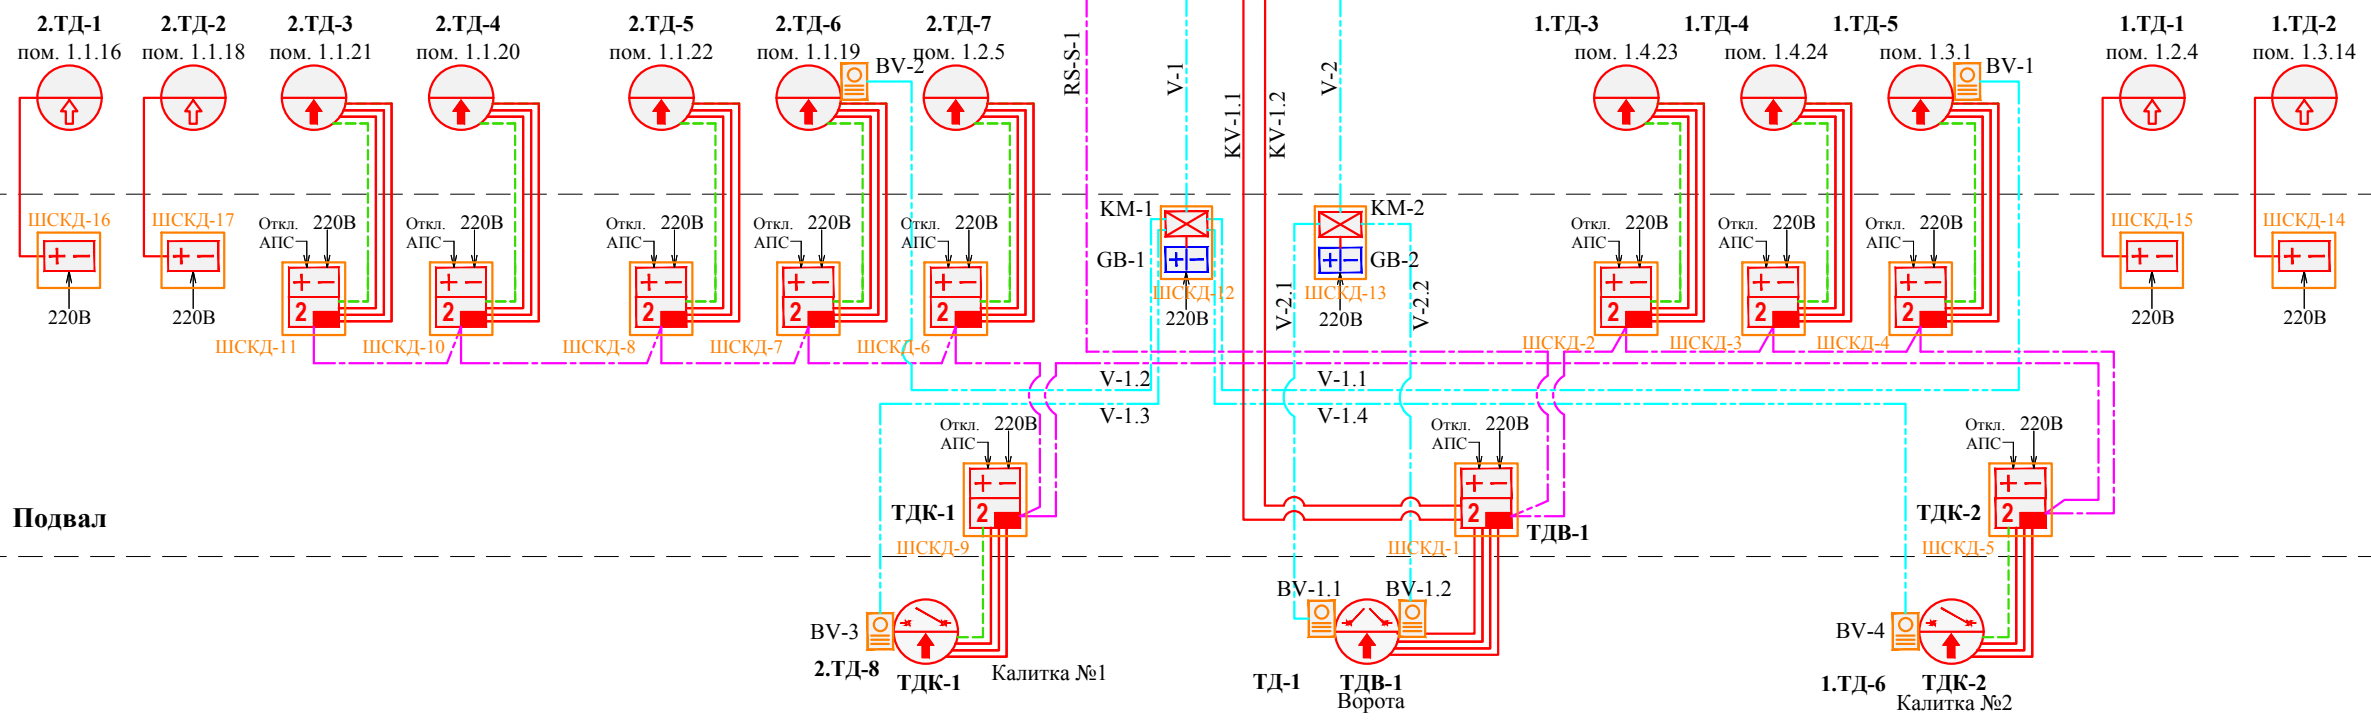 2.ТД-1 2.ТД-2 2.ТД-3 2.ТД-4 2.ТД-5 2.ТД-6 2.ТД-7 1.ТД-3 1.ТД-4 1.ТД-5 1.ТД-1 1.ТД-2
пом. 1.1.16 пом. 1.1.18 пом. 1.1.21 пом. 1.1.20 пом. 1.1.22 пом. 1.1.19 пом. 1.2.5 пом. 1.4.23 пом. 1.4.24 пом. 1.3.1 пом. 1.2.4 пом. 1.3.14
BV-2 BV-1
RS-S-1 V-1 KV-1.1 KV-1.2 V-2
ШСКД-16 ШСКД-17 KM-1 KM-2 ШСКД-15 ШСКД-14
Откл. 220В Откл. 220В Откл. 220В Откл. 220В Откл. 220В Откл. 220В Откл. 220В Откл. 220В
АПС АПС АПС АПС АПС АПС АПС АПС
GB-1 GB-2
ШСКД-12 ШСКД-13
V-2.1 V-2.2
2 2 2 2 2 2 2 2
220В 220В 220В 220В 220В 220В
ШСКД-11 ШСКД-10 ШСКД-8 ШСКД-7 ШСКД-6 ШСКД-2 ШСКД-3 ШСКД-4
V-1.2 V-1.1
V-1.3 V-1.4
Откл. 220В Откл. 220В Откл. 220В
АПС АПС АПС
Подвал ТДК-1 2 2 ТДК-2 2
ТДВ-1
ШСКД-9 ШСКД-1 ШСКД-5
BV-1.1 BV-1.2
BV-3 BV-4
2.ТД-8 ТДК-1 Калитка №1 ТД-1 ТДВ-1 1.ТД-6 ТДК-2
Ворота Калитка №2